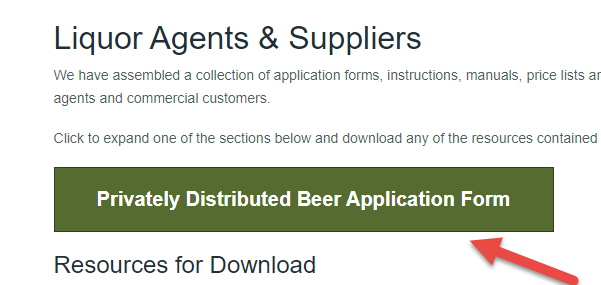 Liquor Agents & Suppliers
We have assembled a collection of application forms, instructions, manuals, price lists
agents and commercial customers.
Click to expand one of the sections below and download any of the resources contained
Privately Distributed Beer Application Form
Resources for Download